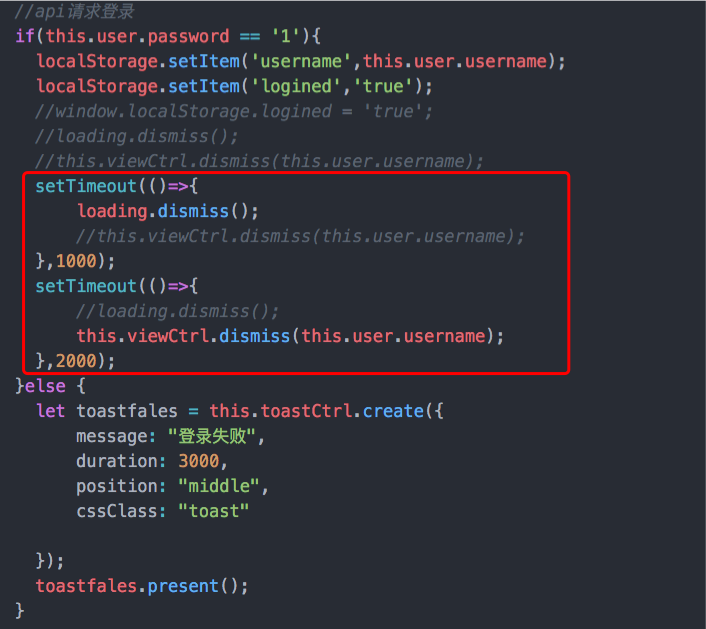 //api请求登录
if(this.user.password == '1'){
  localStorage.setItem('username',this.user.username);
  localStorage.setItem('logined','true');
  //window.localStorage.logined = 'true';
  //loading.dismiss();
  //this.viewCtrl.dismiss(this.user.username);
  setTimeout(()=>{
      loading.dismiss();
      //this.viewCtrl.dismiss(this.user.username);
  },1000);
  setTimeout(()=>{
      //loading.dismiss();
      this.viewCtrl.dismiss(this.user.username);
  },2000);
}else {
  let toastfales = this.toastCtrl.create({
      message: "登录失败",
      duration: 3000,
      position: "middle",
      cssClass: "toast"

  });
  toastfales.present();
}